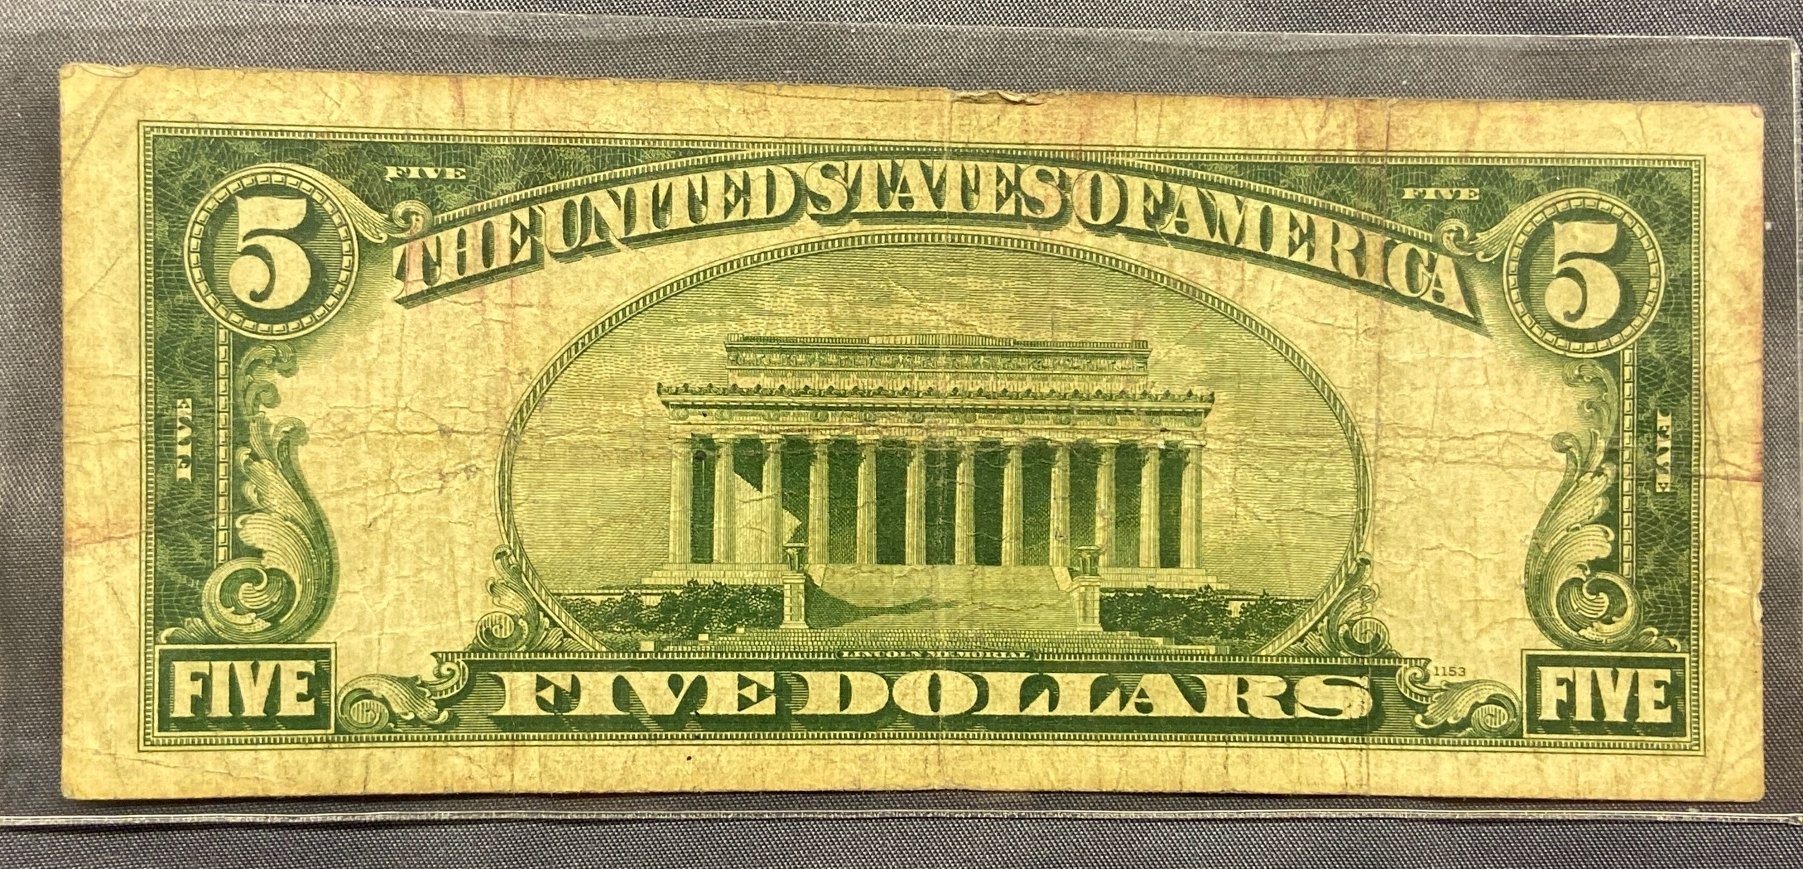 FIVE FIVE
5 THE UNITED STATES OF AMERICA 5
FIVE FIVE
LINCOLN MEMORIAL
1153
FIVE FIVE DOLLARS FIVE